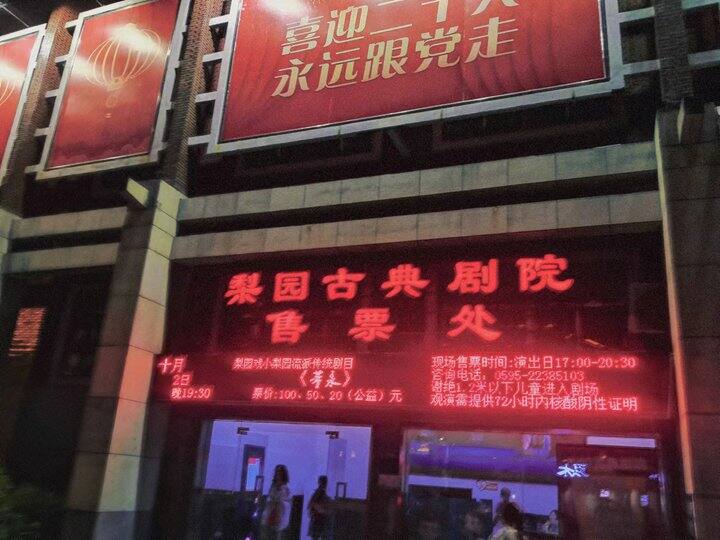 喜迎二十大
永远跟党走
梨园古典剧院
售票处
十月
2日
晚19:30
梨园戏小梨园流派传统剧目
《葶永》
票价:100、50、20(公益)元
现场售票时间:演出日17:00-20:30
咨询电话: 0595-22385103
谢绝1.2米以下儿童进入剧场
观演需提供72小时内核酸阴性证明